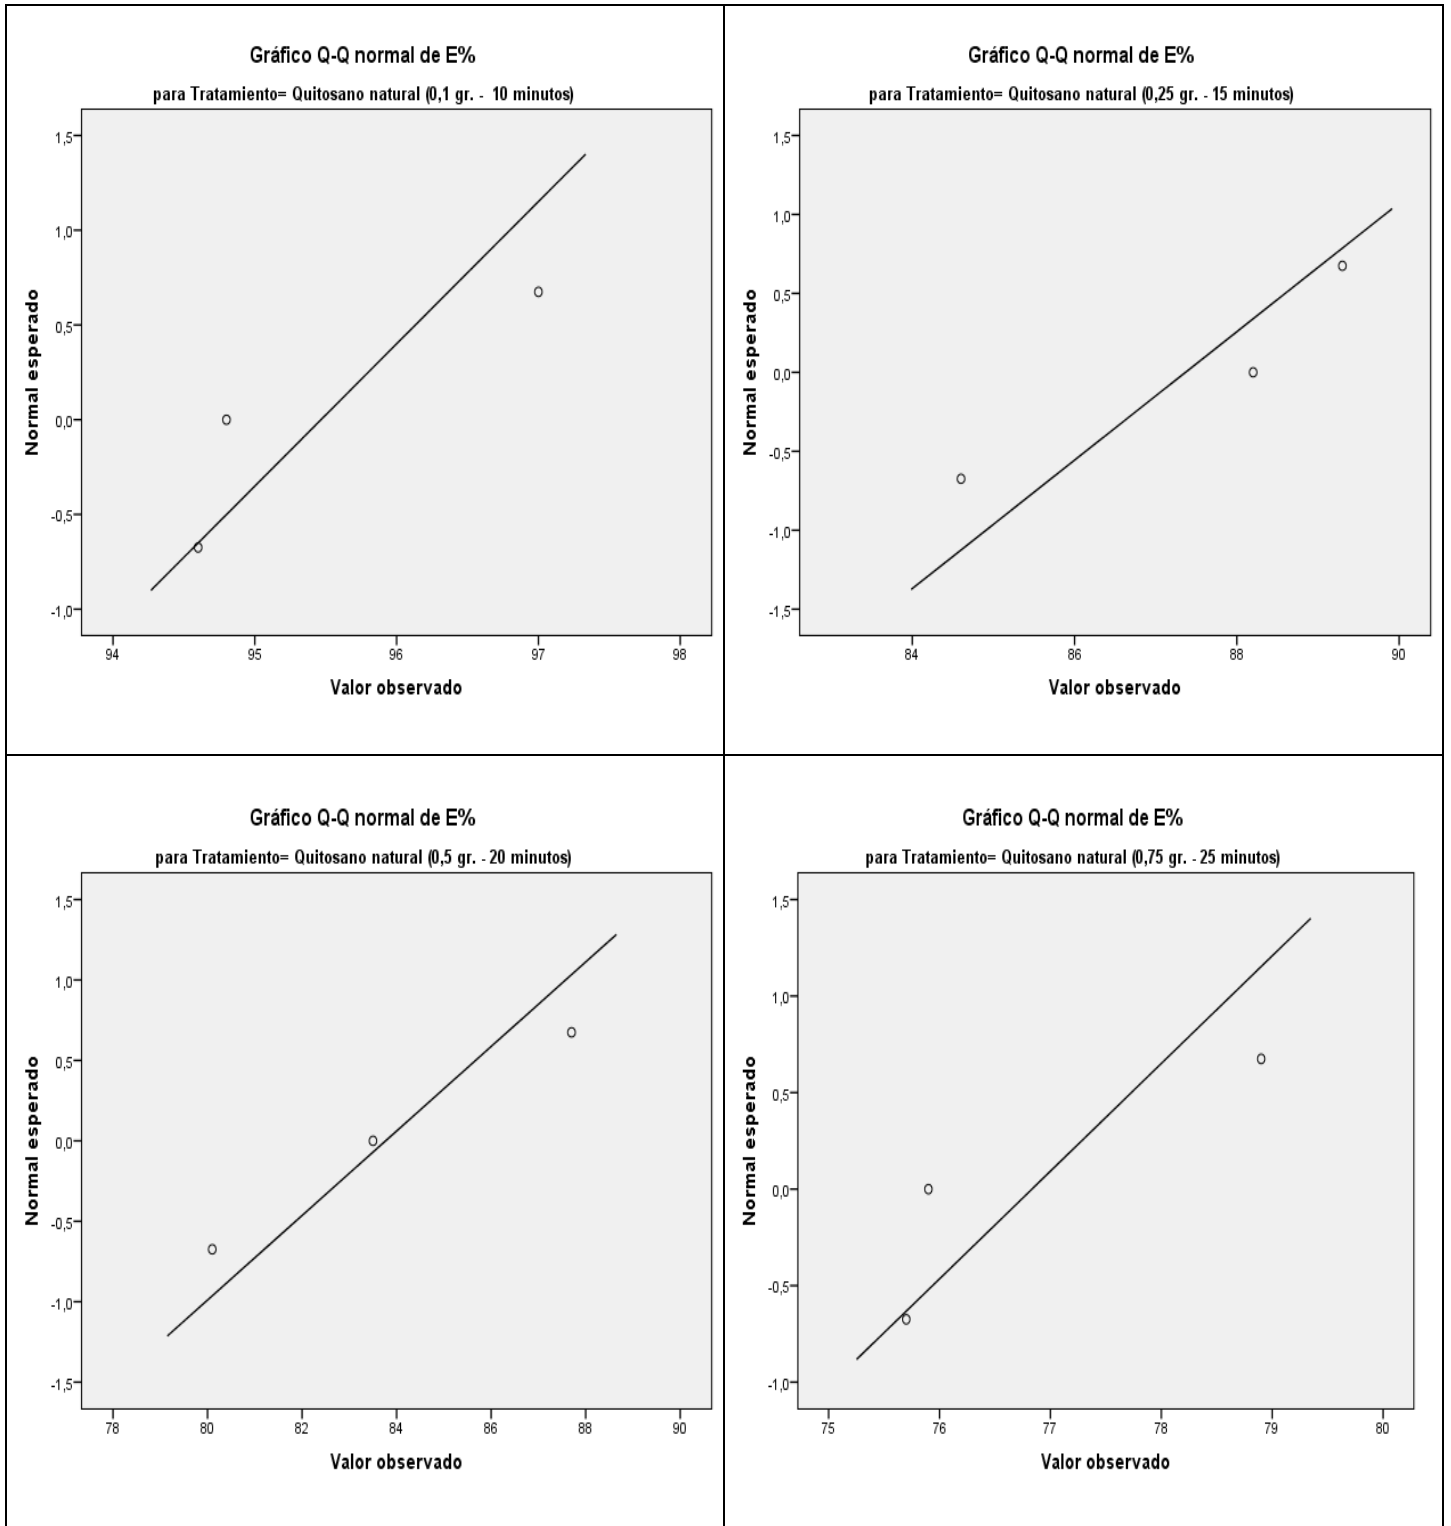 Gráfico Q-Q normal de E%
para Tratamiento= Quitosano natural (0,1 gr. - 10 minutos)
1,5
1,0
0,5
0,0
-0,5
-1,0
Normal esperado
94 95 96 97 98
Valor observado
Gráfico Q-Q normal de E%
para Tratamiento= Quitosano natural (0,25 gr. - 15 minutos)
1,5
1,0
0,5
0,0
-0,5
-1,0
-1,5
Normal esperado
84 86 88 90
Valor observado
Gráfico Q-Q normal de E%
para Tratamiento= Quitosano natural (0,5 gr. - 20 minutos)
1,5
1,0
0,5
0,0
-0,5
-1,0
-1,5
Normal esperado
78 80 82 84 86 88 90
Valor observado
Gráfico Q-Q normal de E%
para Tratamiento= Quitosano natural (0,75 gr. - 25 minutos)
1,5
1,0
0,5
0,0
-0,5
-1,0
Normal esperado
75 76 77 78 79 80
Valor observado